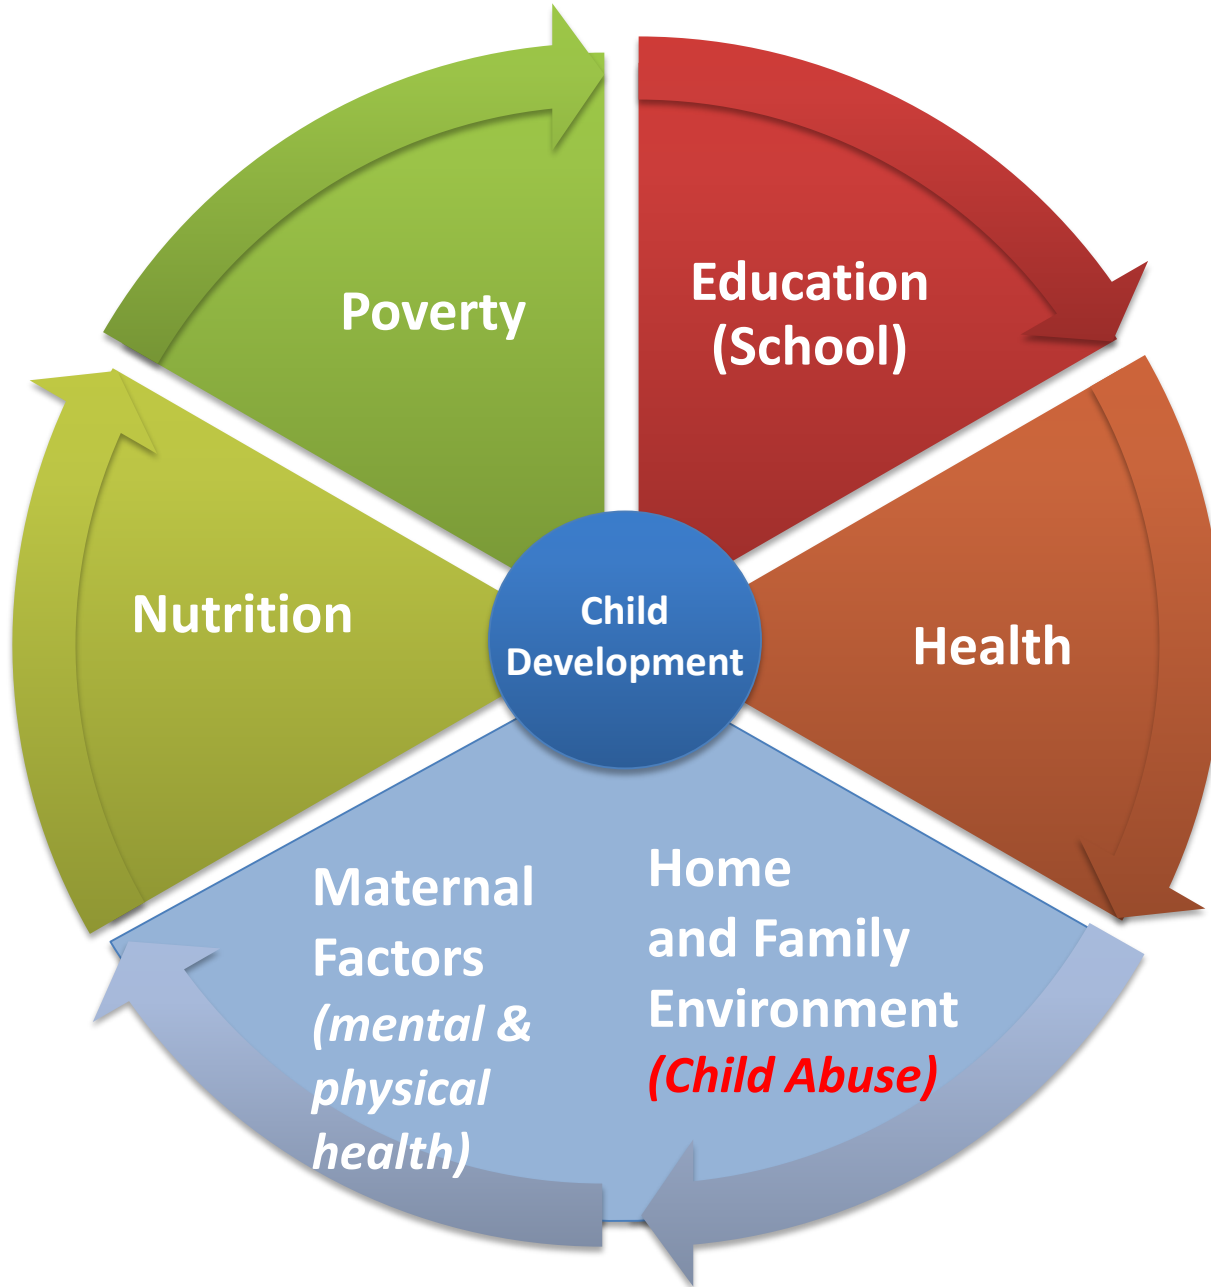 Poverty
Education
(School)
Nutrition
Child
Development
Health
Maternal
Factors
(mental &
physical
health)
Home
and Family
Environment
(Child Abuse)